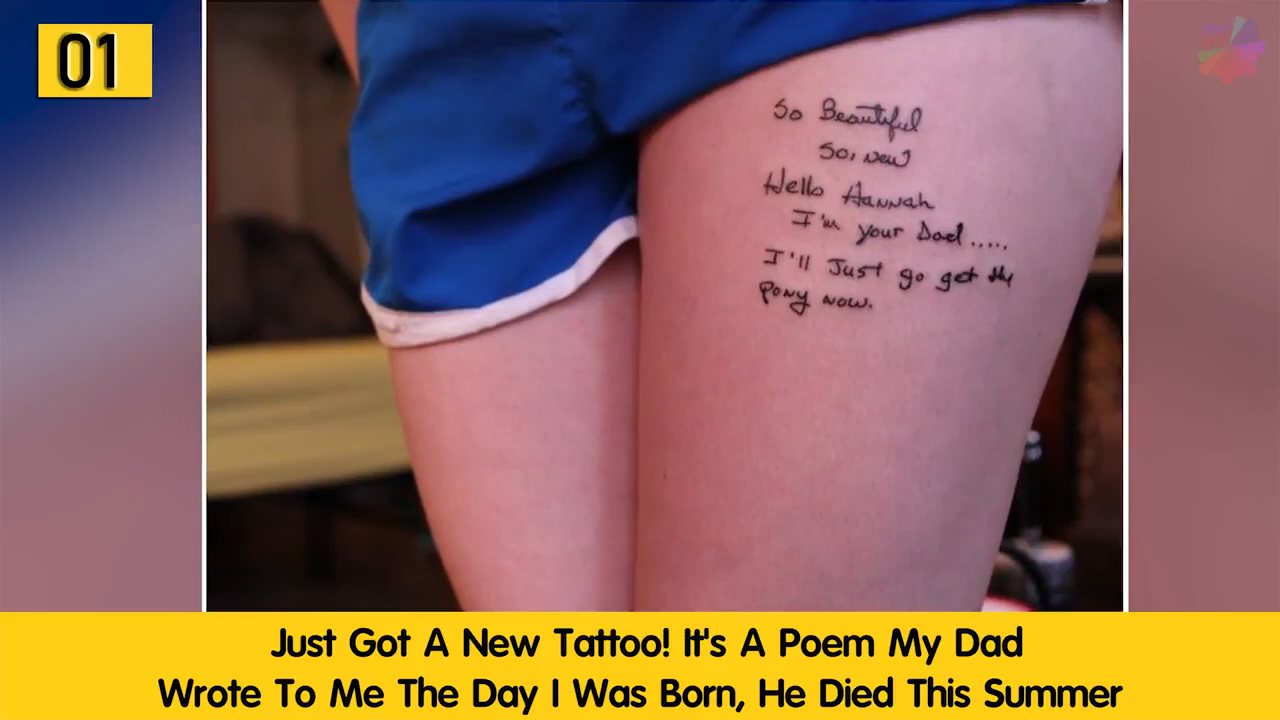 01
So Beautiful
So, new
Hello Hannah
I'm your Dad.....
I'll Just go get the
Pony now.
Just Got A New Tattoo! It's A Poem My Dad
Wrote To Me The Day I Was Born, He Died This Summer